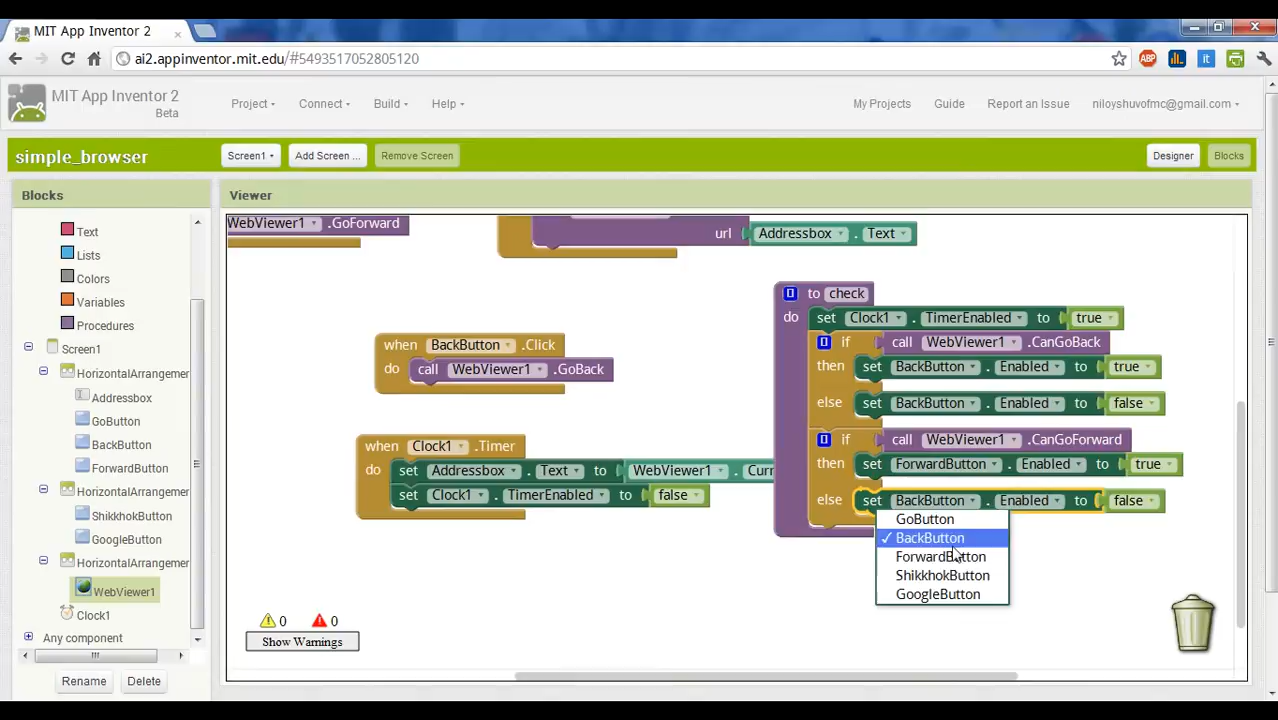 MIT App Inventor 2
ai2.appinventor.mit.edu/#5493517052805120
MIT App Inventor 2
Beta
Project
Connect
Build
Help
My Projects
Guide
Report an Issue
niloyshuvofmc@gmail.com
simple_browser
Screen1
Add Screen ...
Remove Screen
Designer
Blocks
Blocks
Text
Lists
Colors
Variables
Procedures
Screen1
HorizontalArrangemer
Addressbox
GoButton
BackButton
ForwardButton
HorizontalArrangemer
ShikkhokButton
GoogleButton
HorizontalArrangemer
WebViewer1
Clock1
Any component
Rename
Delete
Viewer
WebViewer1 .GoForward
url Addressbox . Text
when BackButton .Click
do call WebViewer1 .GoBack
when Clock1 .Timer
do set Addressbox . Text to WebViewer1 . Curr
set Clock1 . TimerEnabled to false
to check
do set Clock1 . TimerEnabled to true
if call WebViewer1 .CanGoBack
then set BackButton . Enabled to true
else set BackButton . Enabled to false
if call WebViewer1 .CanGoForward
then set ForwardButton . Enabled to true
else set BackButton . Enabled to false
GoButton
✓ BackButton
ForwardButton
ShikkhokButton
GoogleButton
0 0
Show Warnings